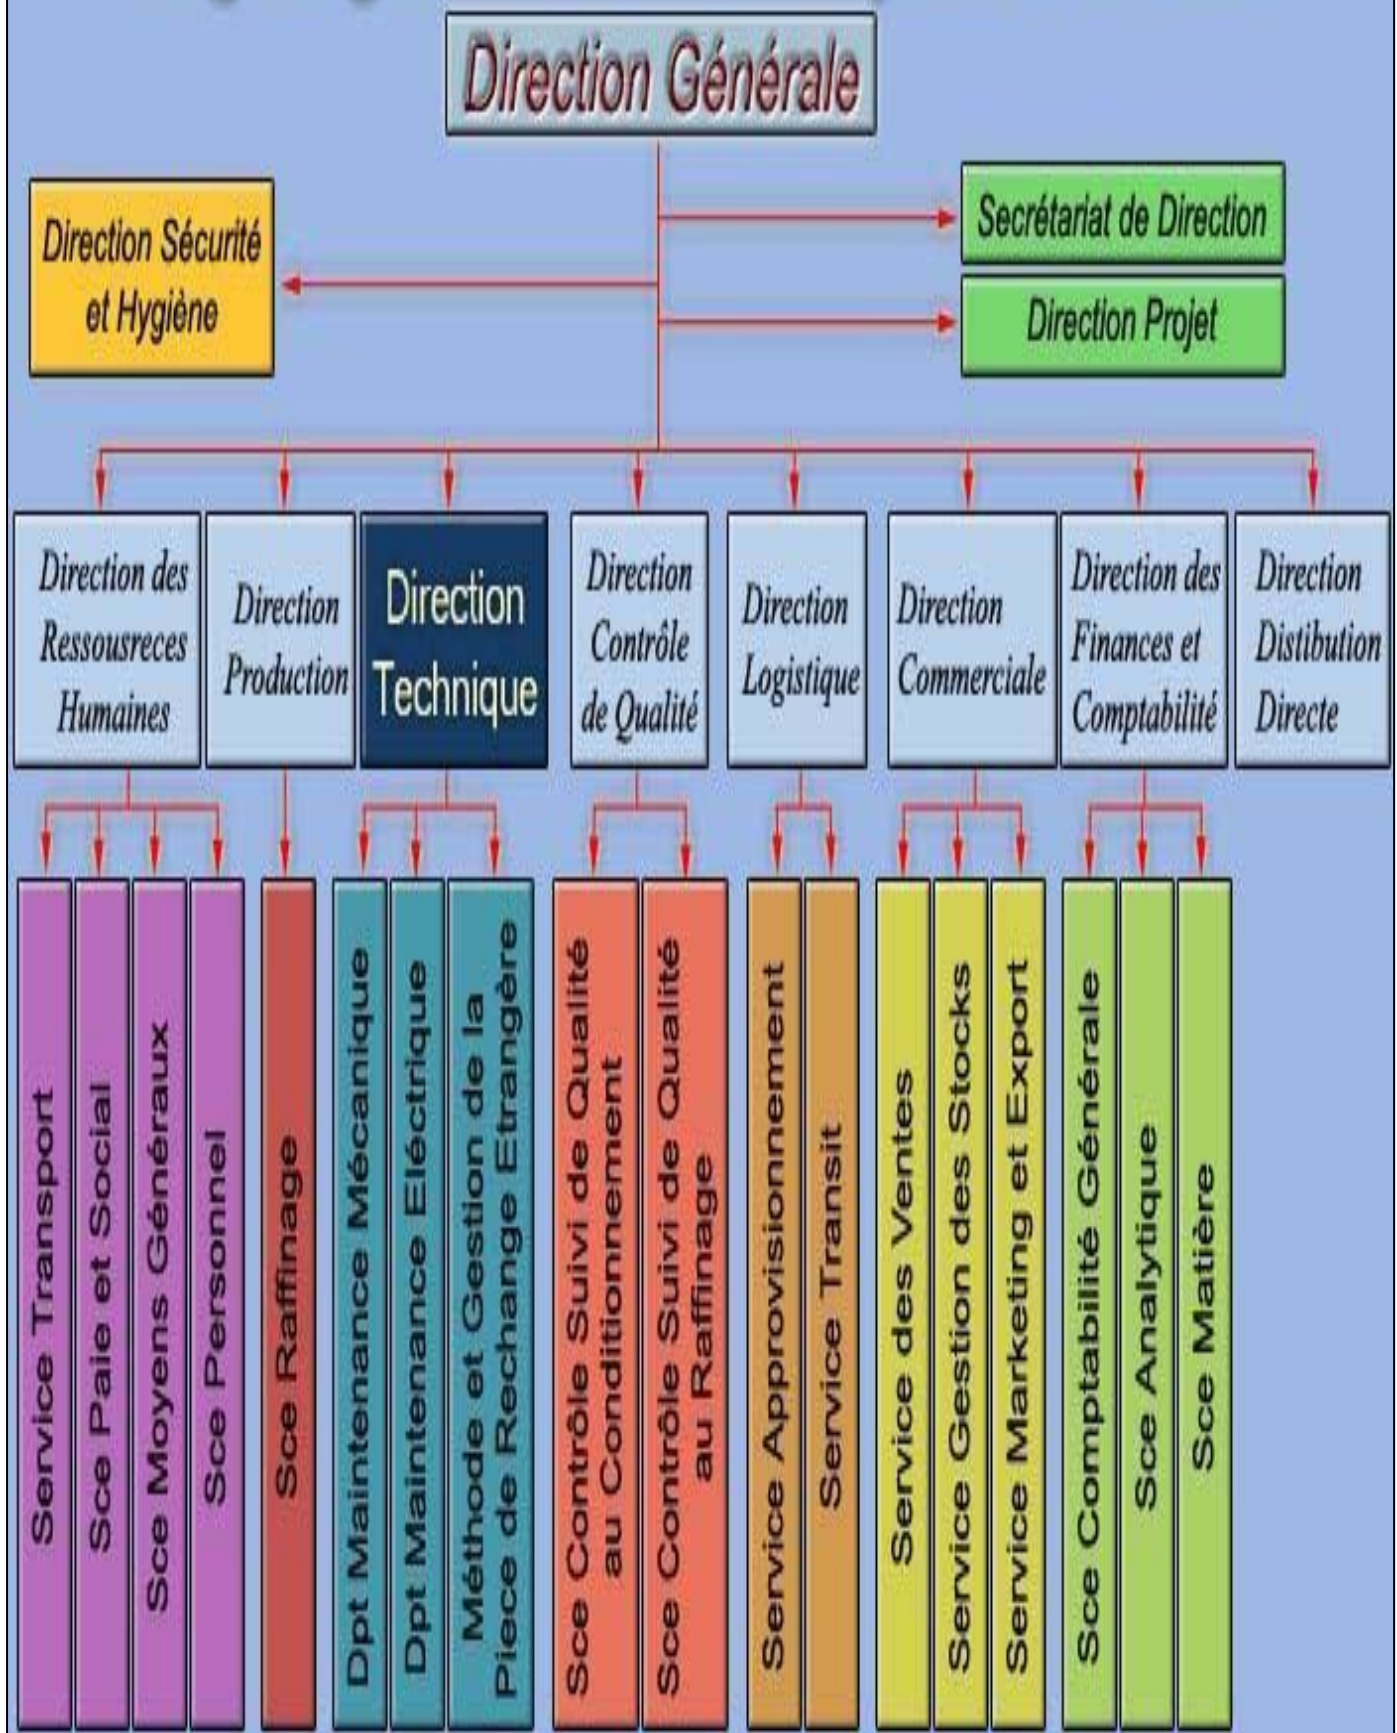 Direction Générale
Direction Sécurité
et Hygiène
Secrétariat de Direction
Direction Projet
Direction des
Ressousreces
Humaines
Direction
Production
Direction
Technique
Direction
Contrôle
de Qualité
Direction
Logistique
Direction
Commerciale
Direction des
Finances et
Comptabilité
Direction
Distibution
Directe
Service Transport
Sce Paie et Social
Sce Moyens Généraux
Sce Personnel
Sce Raffinage
Dpt Maintenance Mécanique
Dpt Maintenance Eléctrique
Méthode et Gestion de la
Piece de Rechange Etrangère
Sce Contrôle Suivi de Qualité
au Conditionnement
Sce Contrôle Suivi de Qualité
au Raffinage
Service Approvisionnement
Service Transit
Service des Ventes
Service Gestion des Stocks
Service Marketing et Export
Sce Comptabilité Générale
Sce Analytique
Sce Matière